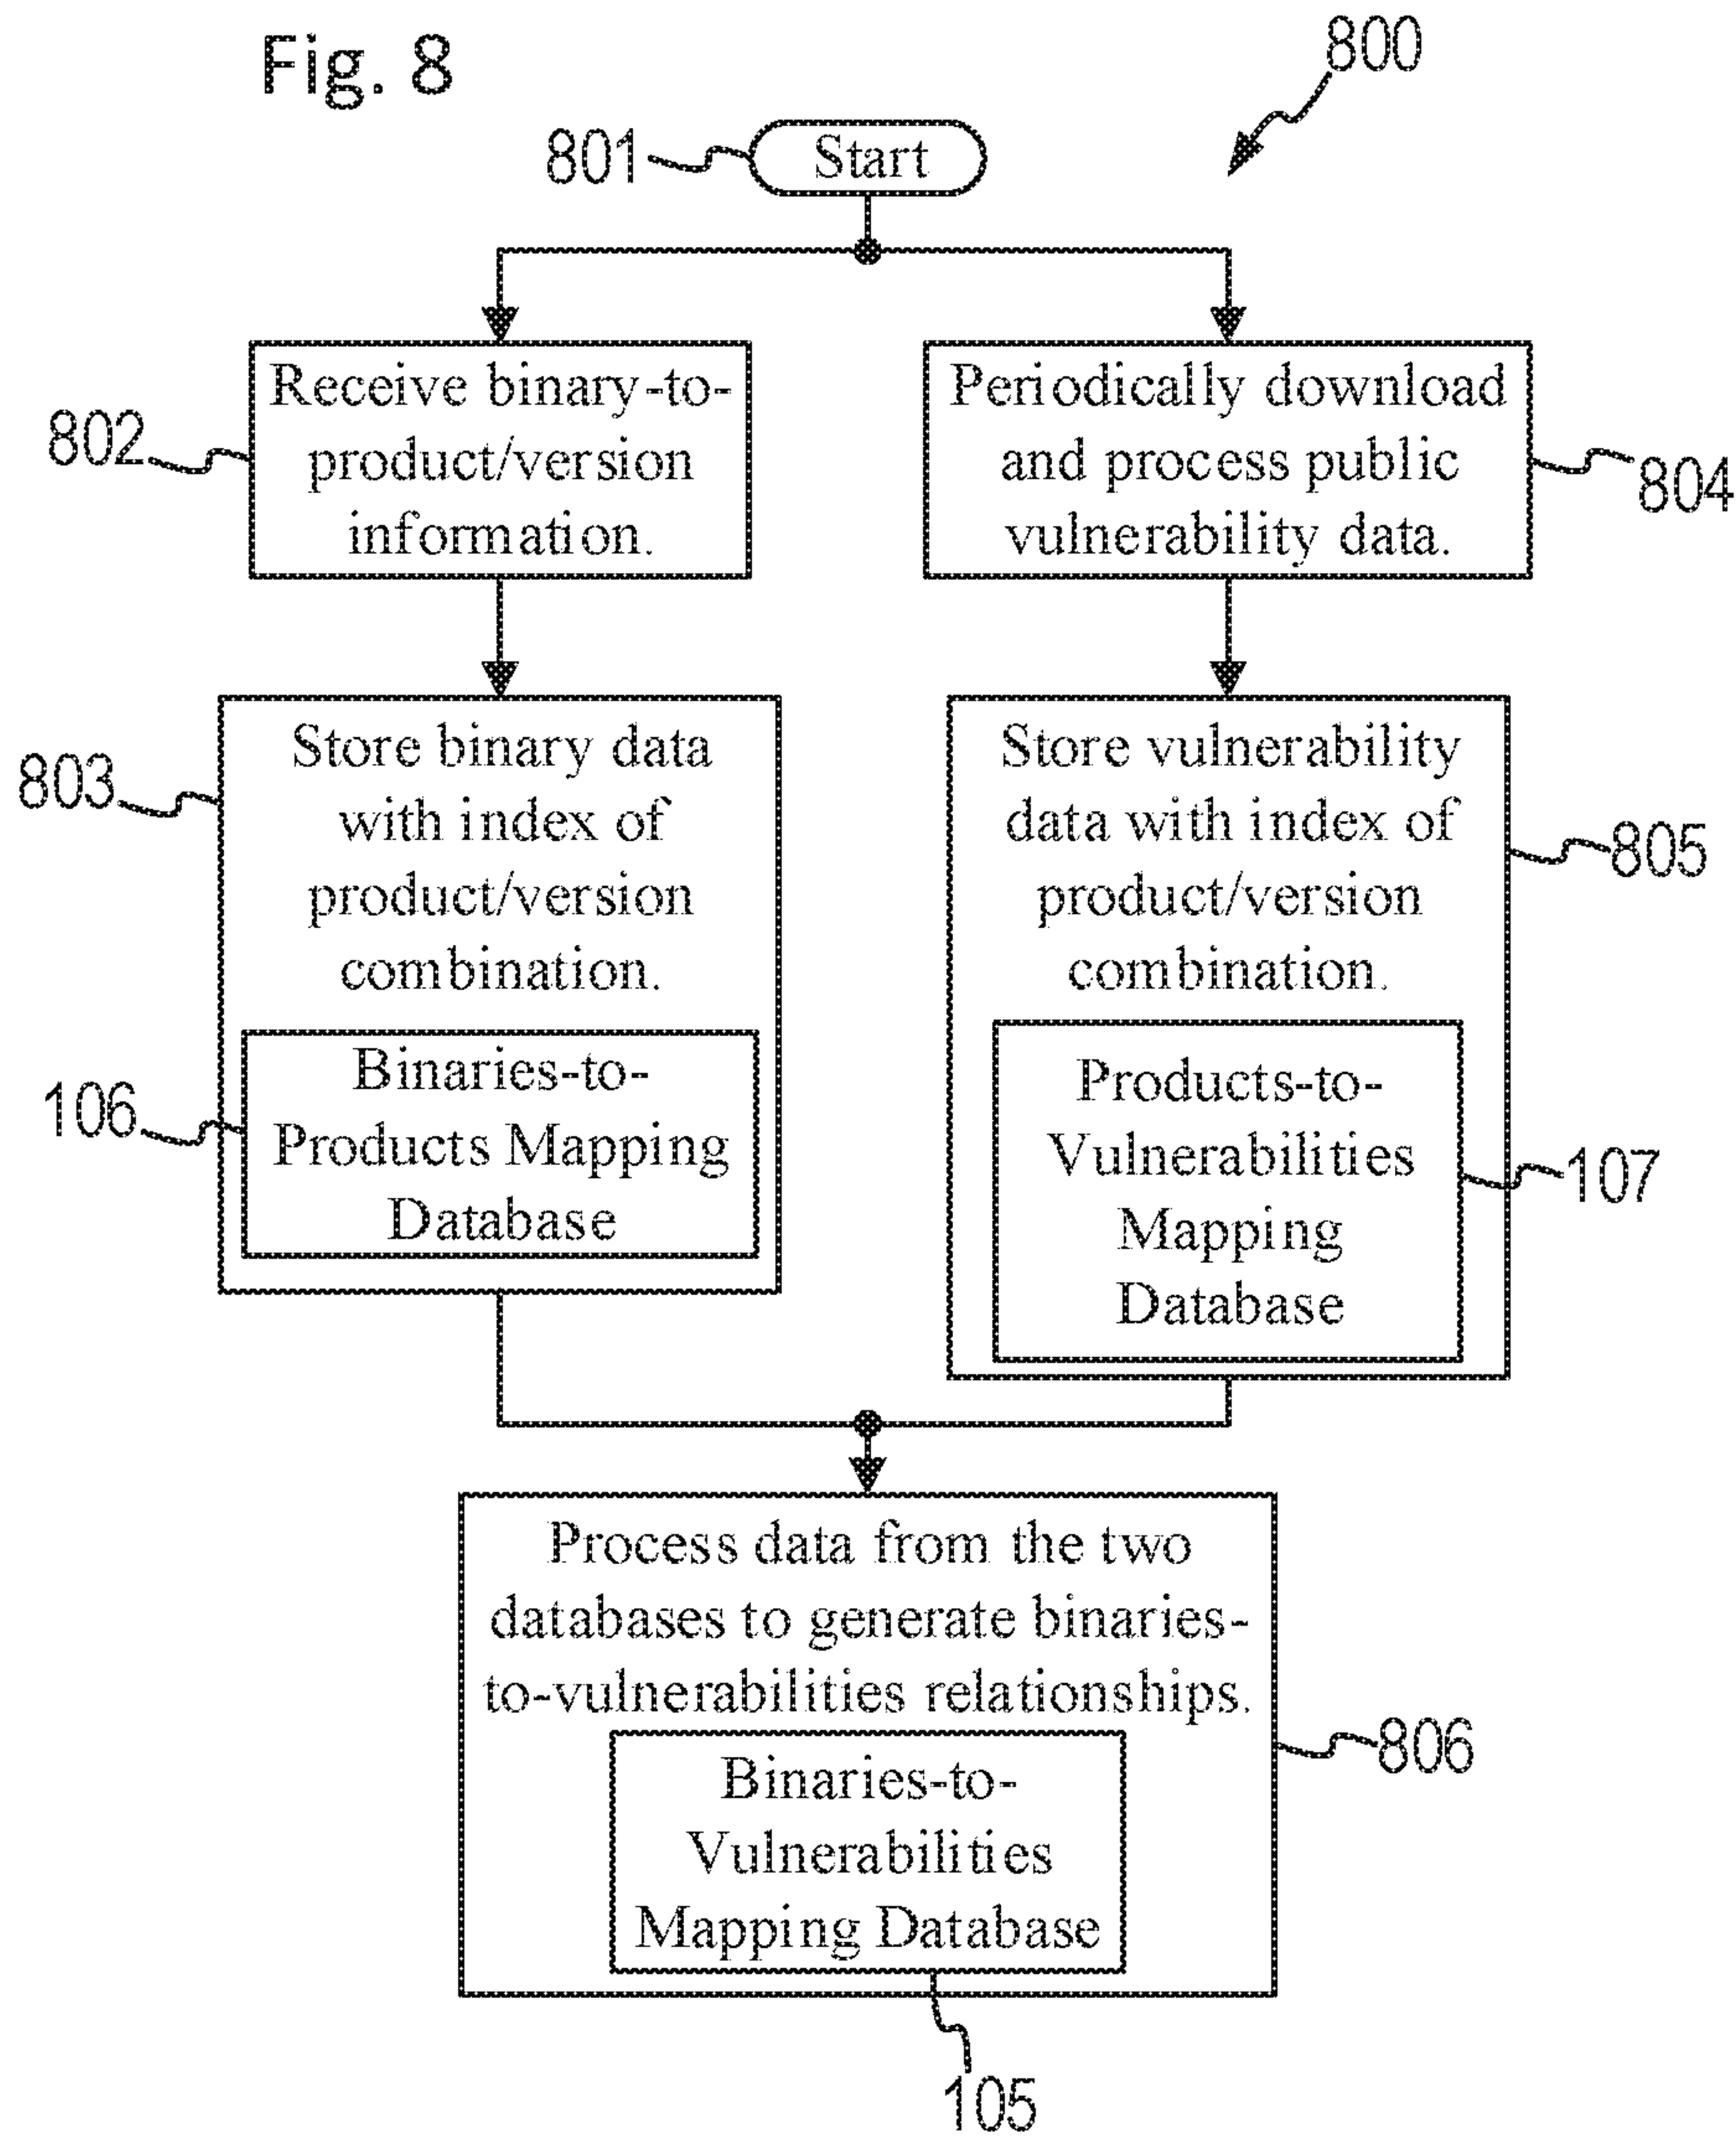 Fig. 8
800
801
Start
802
Receive binary-to-
product/version
information.
Periodically download
and process public
vulnerability data.
804
803
Store binary data
with index of
product/version
combination.
106
Binaries-to-
Products Mapping
Database
Store vulnerability
data with index of
product/version
combination.
805
Products-to-
Vulnerabilities
Mapping
Database
107
Process data from the two
databases to generate binaries-
to-vulnerabilities relationships.
806
Binaries-to-
Vulnerabilities
Mapping Database
105